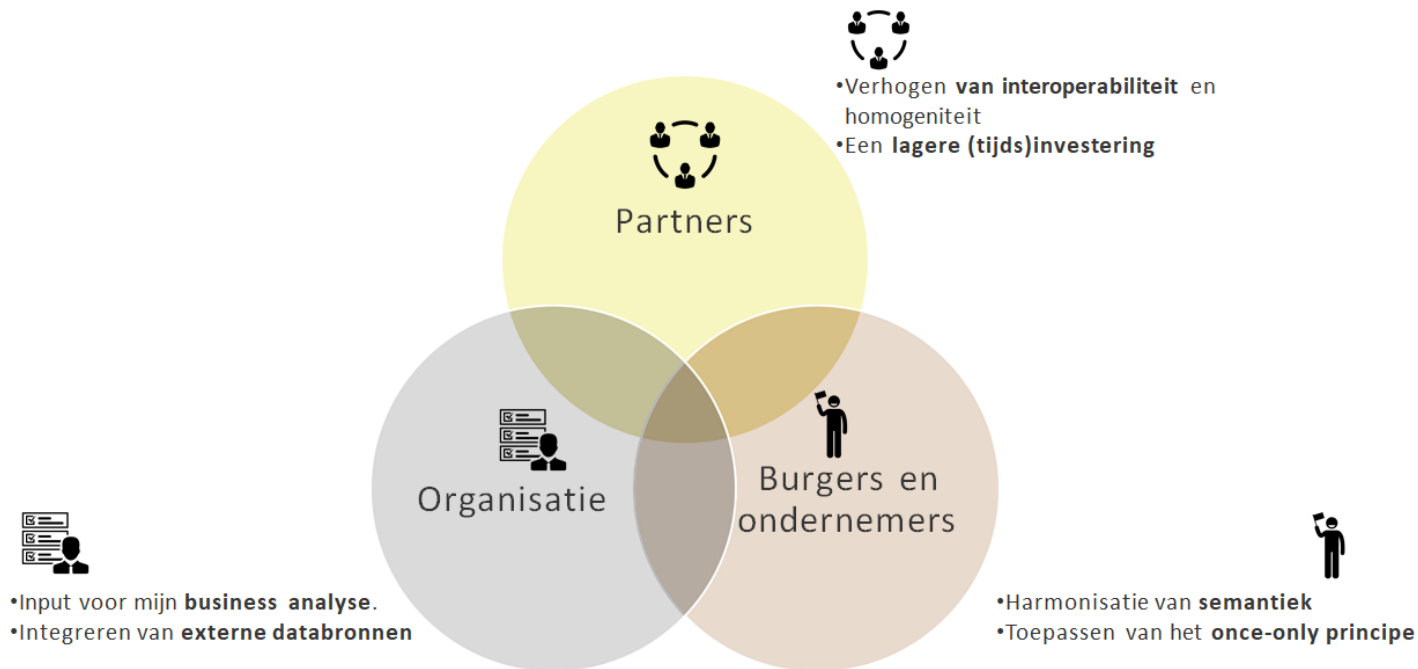 •Verhogen van interoperabiliteit en
homogeniteit
•Een lagere (tijds)investering
Partners
Organisatie
Burgers en
ondernemers
•Input voor mijn business analyse.
•Integreren van externe databronnen
•Harmonisatie van semantiek
•Toepassen van het once-only principe